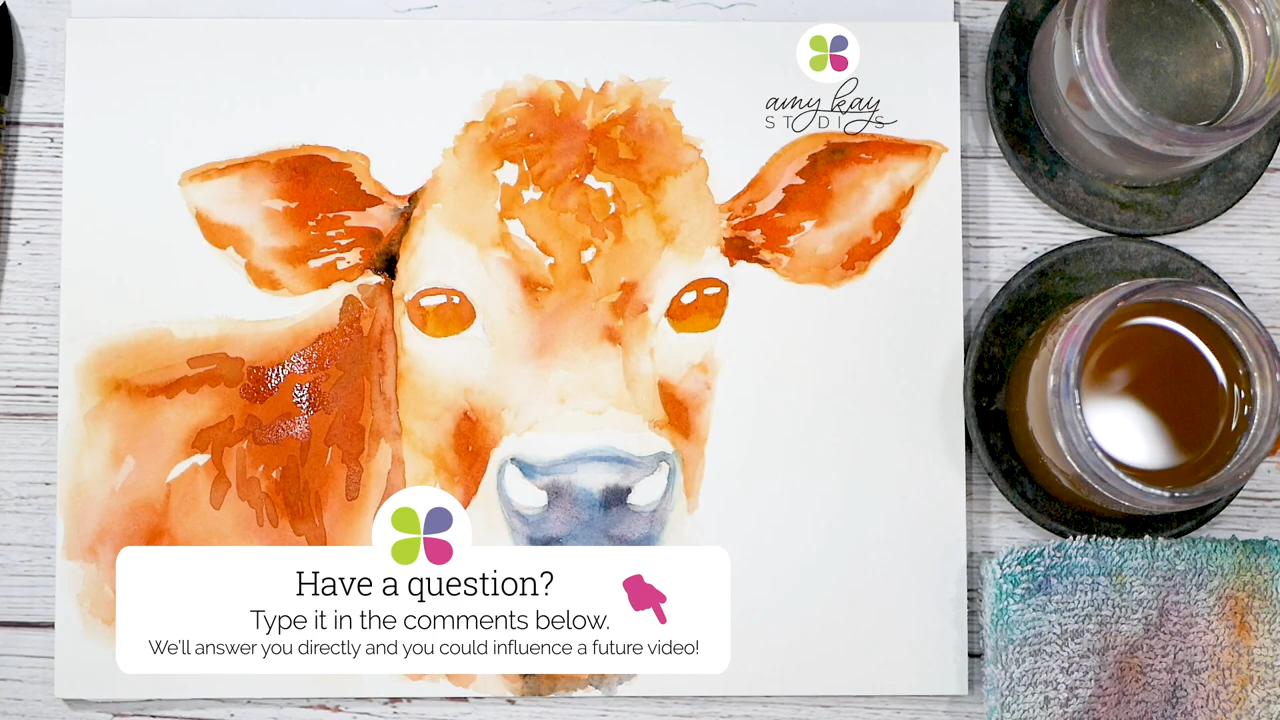 amy kay
STUDIOS
Have a question?
Type it in the comments below.
We'll answer you directly and you could influence a future video!